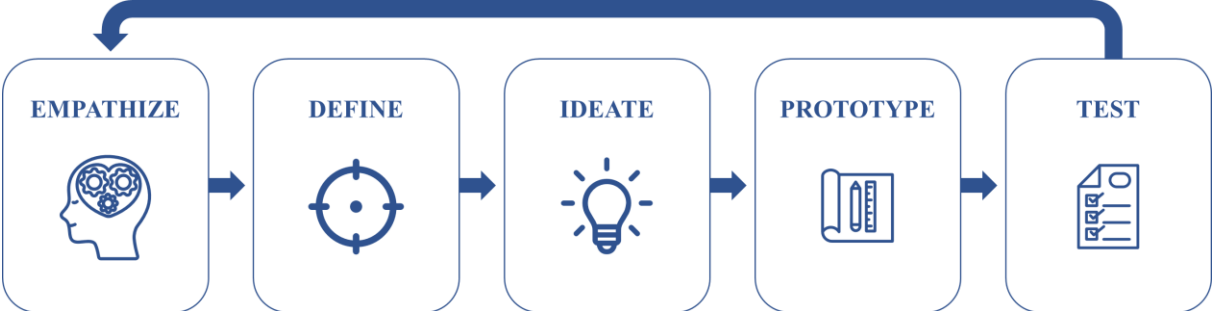 EMPATHIZE
DEFINE
IDEATE
PROTOTYPE
TEST